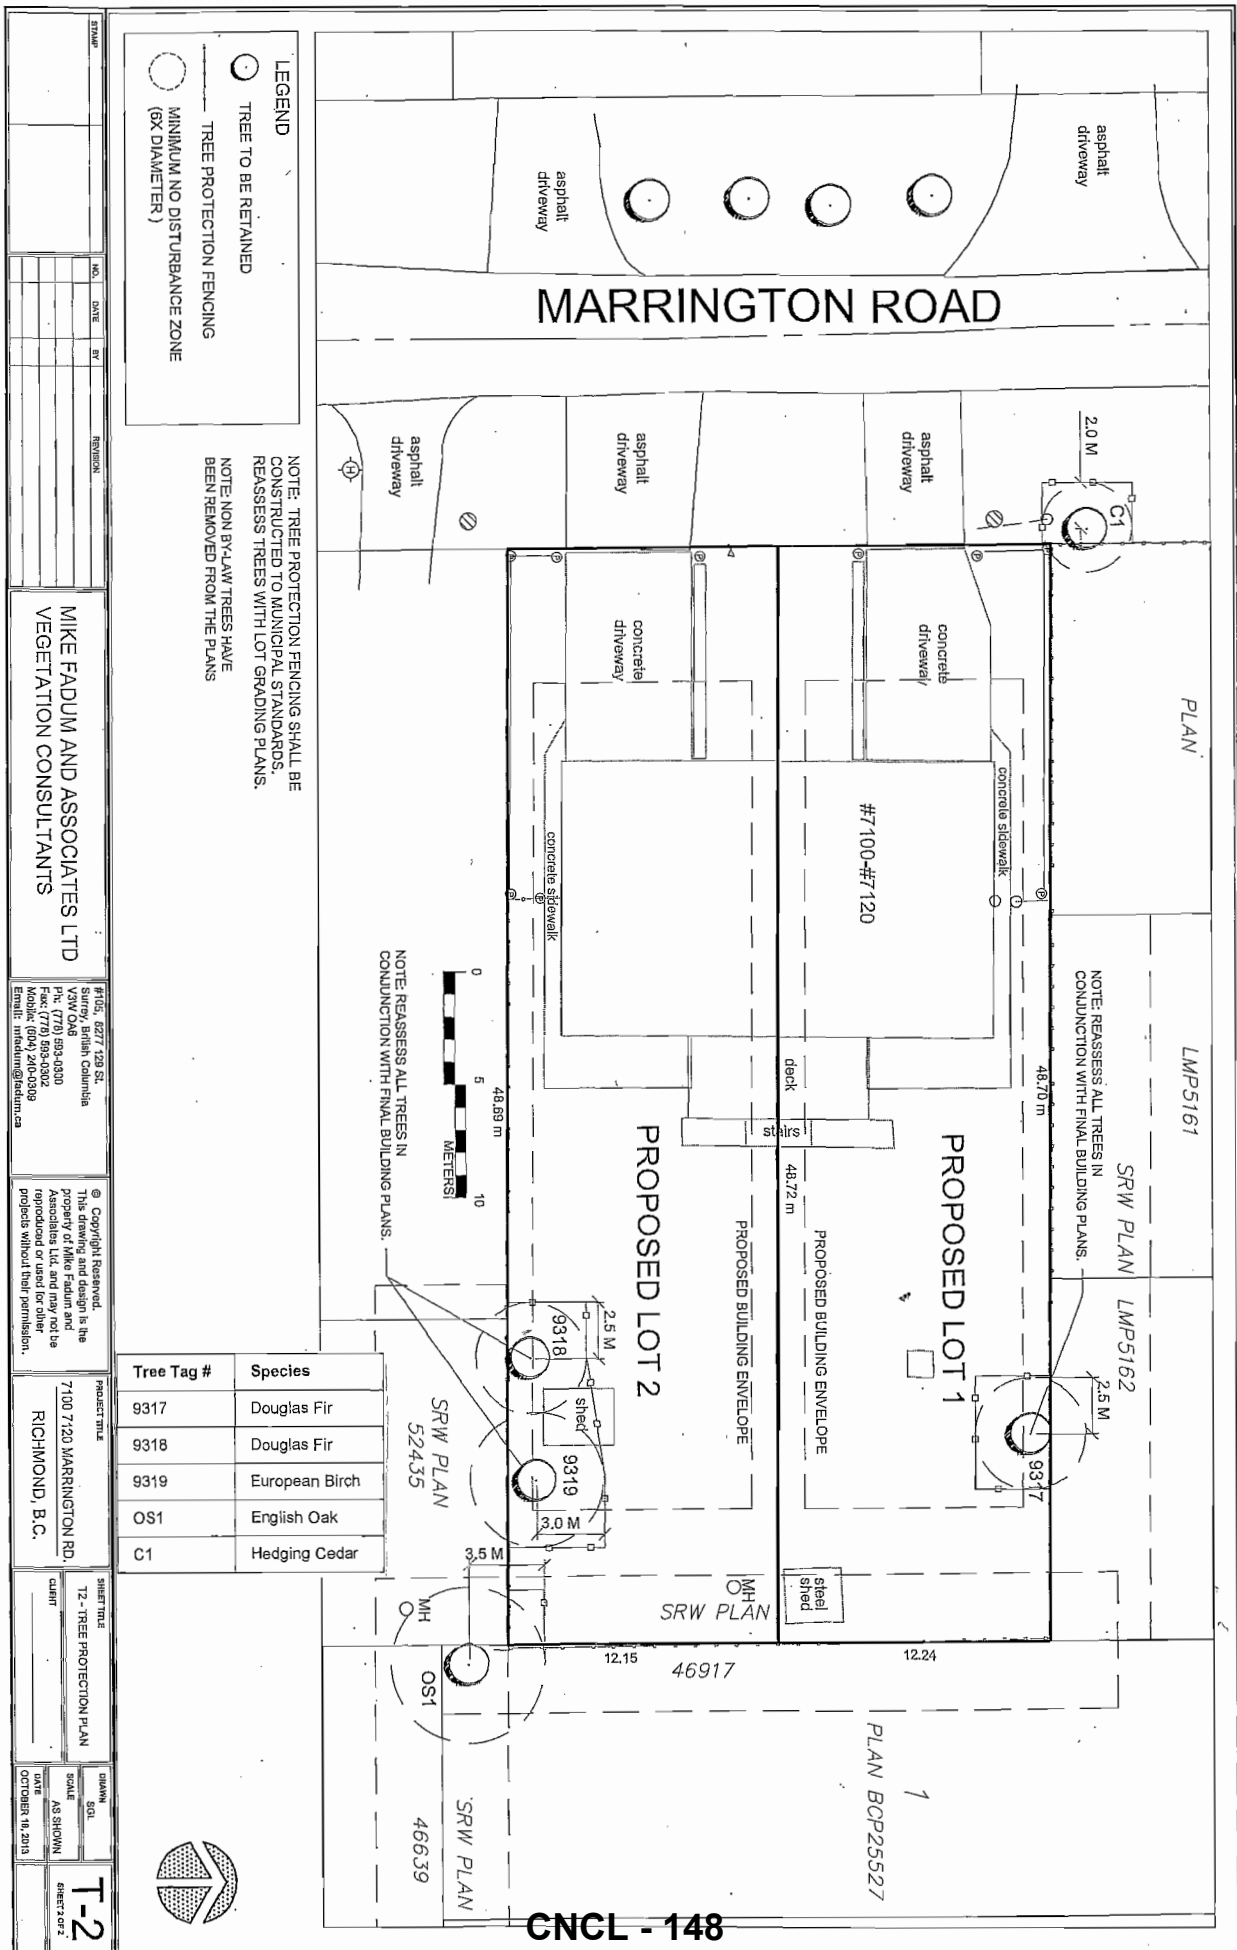 LEGEND
TREE TO BE RETAINED
TREE PROTECTION FENCING
MINIMUM NO DISTURBANCE ZONE
(6X DIAMETER )
asphalt
driveway
asphalt
driveway
MARRINGTON ROAD
asphalt
driveway
asphalt
driveway
asphalt
driveway
2.0 M
C1
H
NOTE: TREE PROTECTION FENCING SHALL BE
CONSTRUCTED TO MUNICIPAL STANDARDS.
REASSESS TREES WITH LOT GRADING PLANS.
NOTE: NON BY-LAW TREES HAVE
BEEN REMOVED FROM THE PLANS
P
P
P
P
P
P
concrete
driveway
concrete
driveway
PLAN
#7100-#7120
concrete sidewalk
concrete sidewalk
P
P
P
NOTE: REASSESS ALL TREES IN
CONJUNCTION WITH FINAL BUILDING PLANS.
NOTE: REASSESS ALL TREES IN
CONJUNCTION WITH FINAL BUILDING PLANS.
0
5
10
METERS
48.69 m
48.72 m
48.70 m
deck
stairs
LMP5161
SRW PLAN LMP5162
PROPOSED LOT 2
PROPOSED LOT 1
PROPOSED BUILDING ENVELOPE
PROPOSED BUILDING ENVELOPE
9318
2.5 M
shed
9319
3.0 M
2.5 M
9317
3.5 M
SRW PLAN
52435
MH
OS1
MH
SRW PLAN
steel
shed
12.15
46917
12.24
PLAN BCP25527
1
SRW PLAN
46639
Tree Tag # Species
9317 Douglas Fir
9318 Douglas Fir
9319 European Birch
OS1 English Oak
C1 Hedging Cedar
STAMP
NO. DATE BY REVISION
MIKE FADUM AND ASSOCIATES LTD
VEGETATION CONSULTANTS
#105, 8277 129 St.
Surrey, British Columbia
V3W 0A6
Ph: (778) 593-0300
Fax: (778) 593-0302
Mobile: (604) 240-0309
Email: mfadum@fadum.ca
© Copyright Reserved.
This drawing and design is the
property of Mike Fadum and
Associates Ltd. and may not be
reproduced or used for other
projects without their permission.
PROJECT TITLE
7100 7120 MARRINGTON RD.
RICHMOND, B.C.
SHEET TITLE
T2 - TREE PROTECTION PLAN
CLIENT
DRAWN
SGL
SCALE
AS SHOWN
DATE
OCTOBER 18, 2013
T-2
SHEET 2 OF 2
CNCL - 148